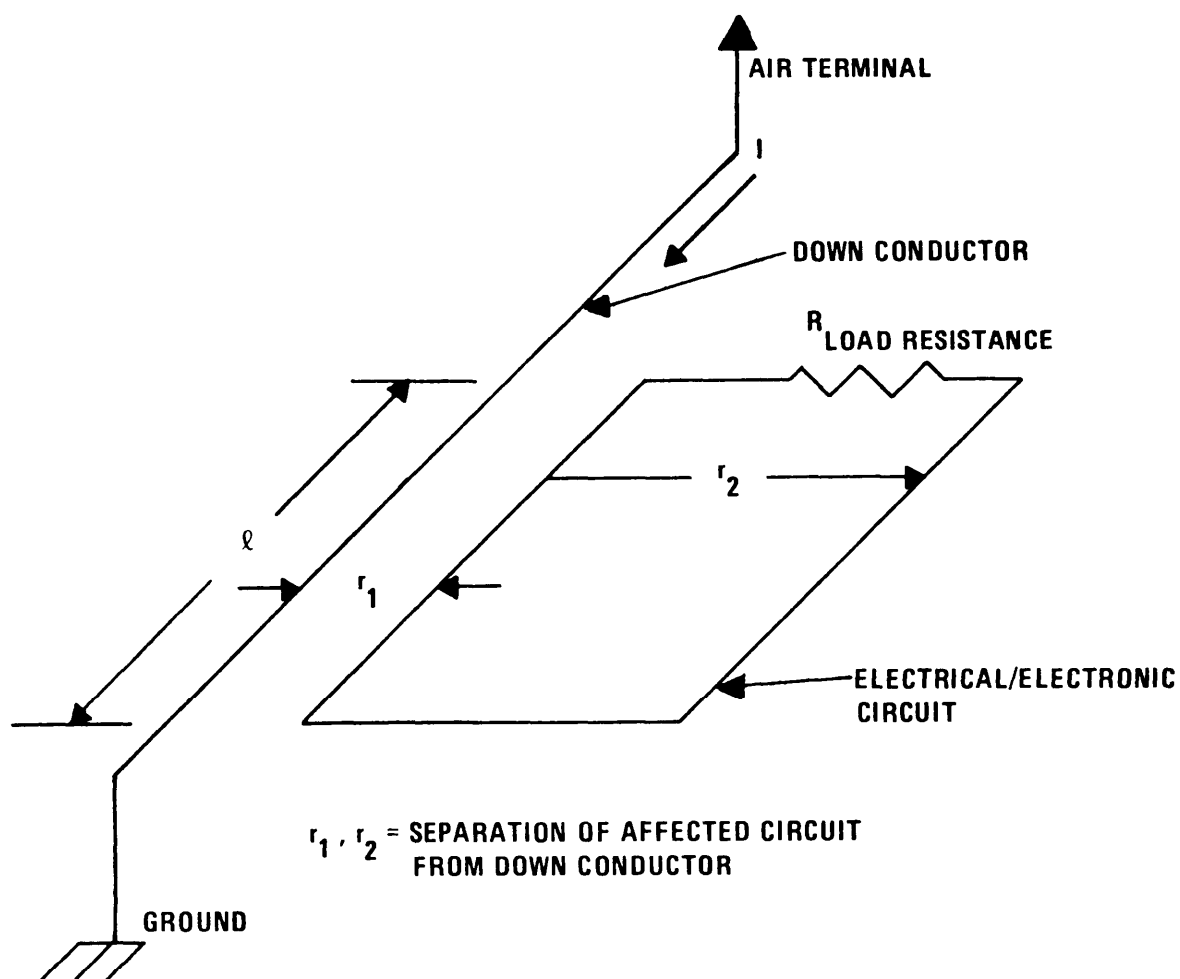 AIR TERMINAL
I
DOWN CONDUCTOR
R LOAD RESISTANCE
r2
ℓ
r1
ELECTRICAL/ELECTRONIC
CIRCUIT
r1, r2 = SEPARATION OF AFFECTED CIRCUIT
FROM DOWN CONDUCTOR
GROUND